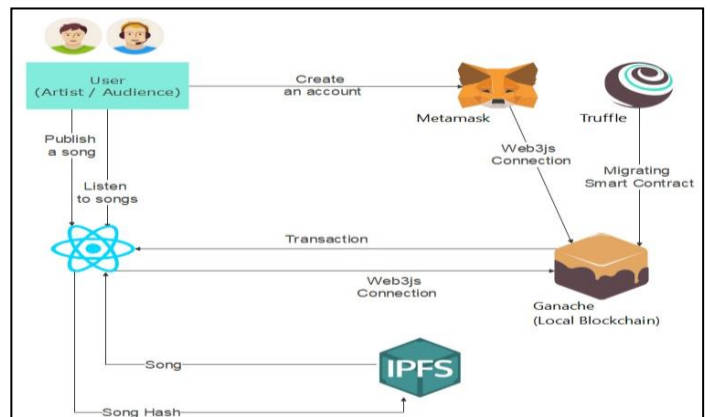 User
(Artist / Audience)
Create
an account
Metamask
Truffle
Publish
a song
Listen
to songs
Web3js
Connection
Migrating
Smart Contract
Transaction
Web3js
Connection
Ganache
(Local Blockchain)
Song
IPFS
Song Hash